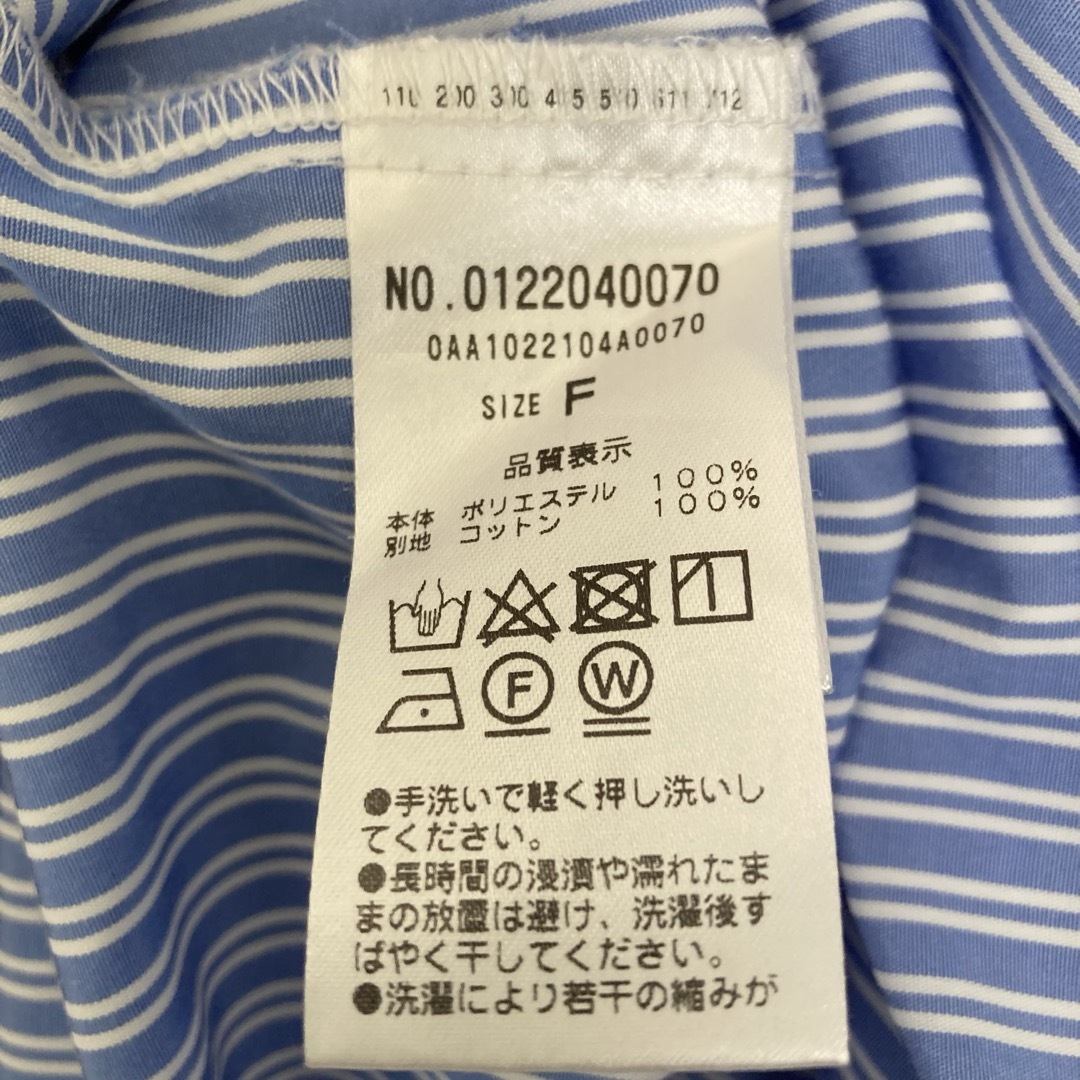 110 200 300 405 510 611 712
NO.0122040070
0AA1022104A0070
SIZE F
品質表示
本体 ポリエステル 100%
別地 コットン 100%
F W
●手洗いで軽く押し洗いし
てください。
●長時間の浸漬や濡れたま
まの放置は避け、洗濯後す
ばやく干してください。
●洗濯により若干の縮みが